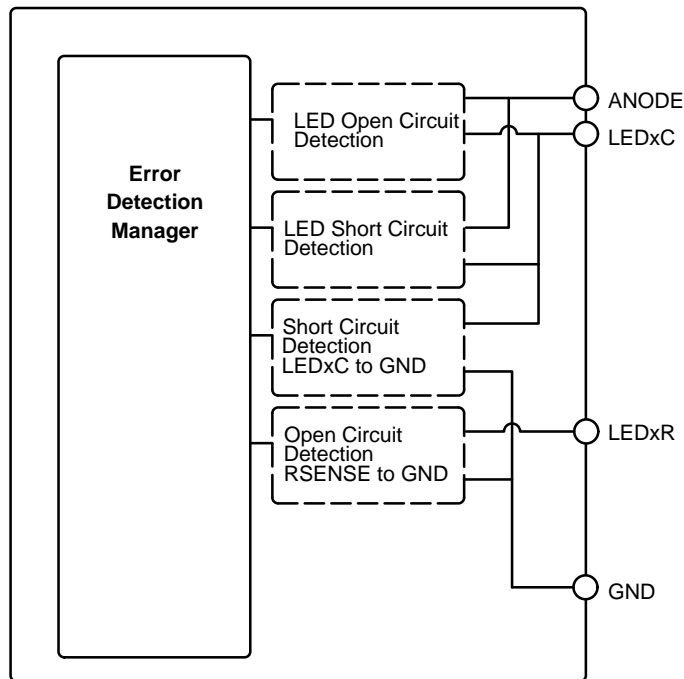 Error
Detection
Manager
LED Open Circuit
Detection
LED Short Circuit
Detection
Short Circuit
Detection
LEDxC to GND
Open Circuit
Detection
RSENSE to GND
ANODE
LEDxC
LEDxR
GND